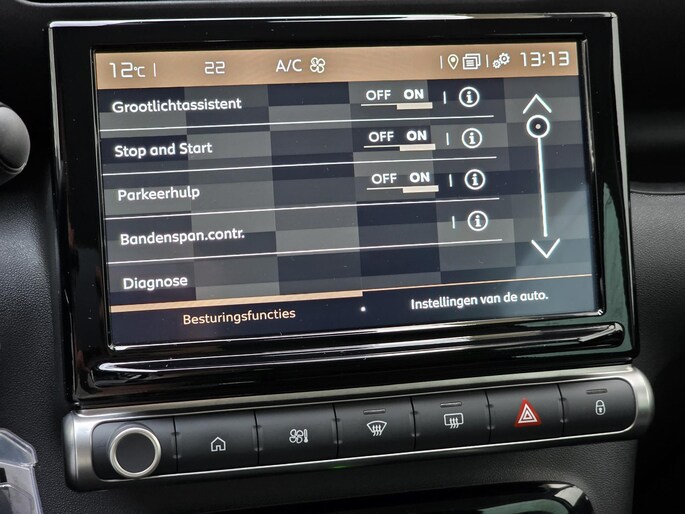 12°C 22 A/C 13:13
Grootlichtassistent OFF ON
Stop and Start OFF ON
Parkeerhulp OFF ON
Bandenspan.contr.
Diagnose
Besturingsfuncties Instellingen van de auto.